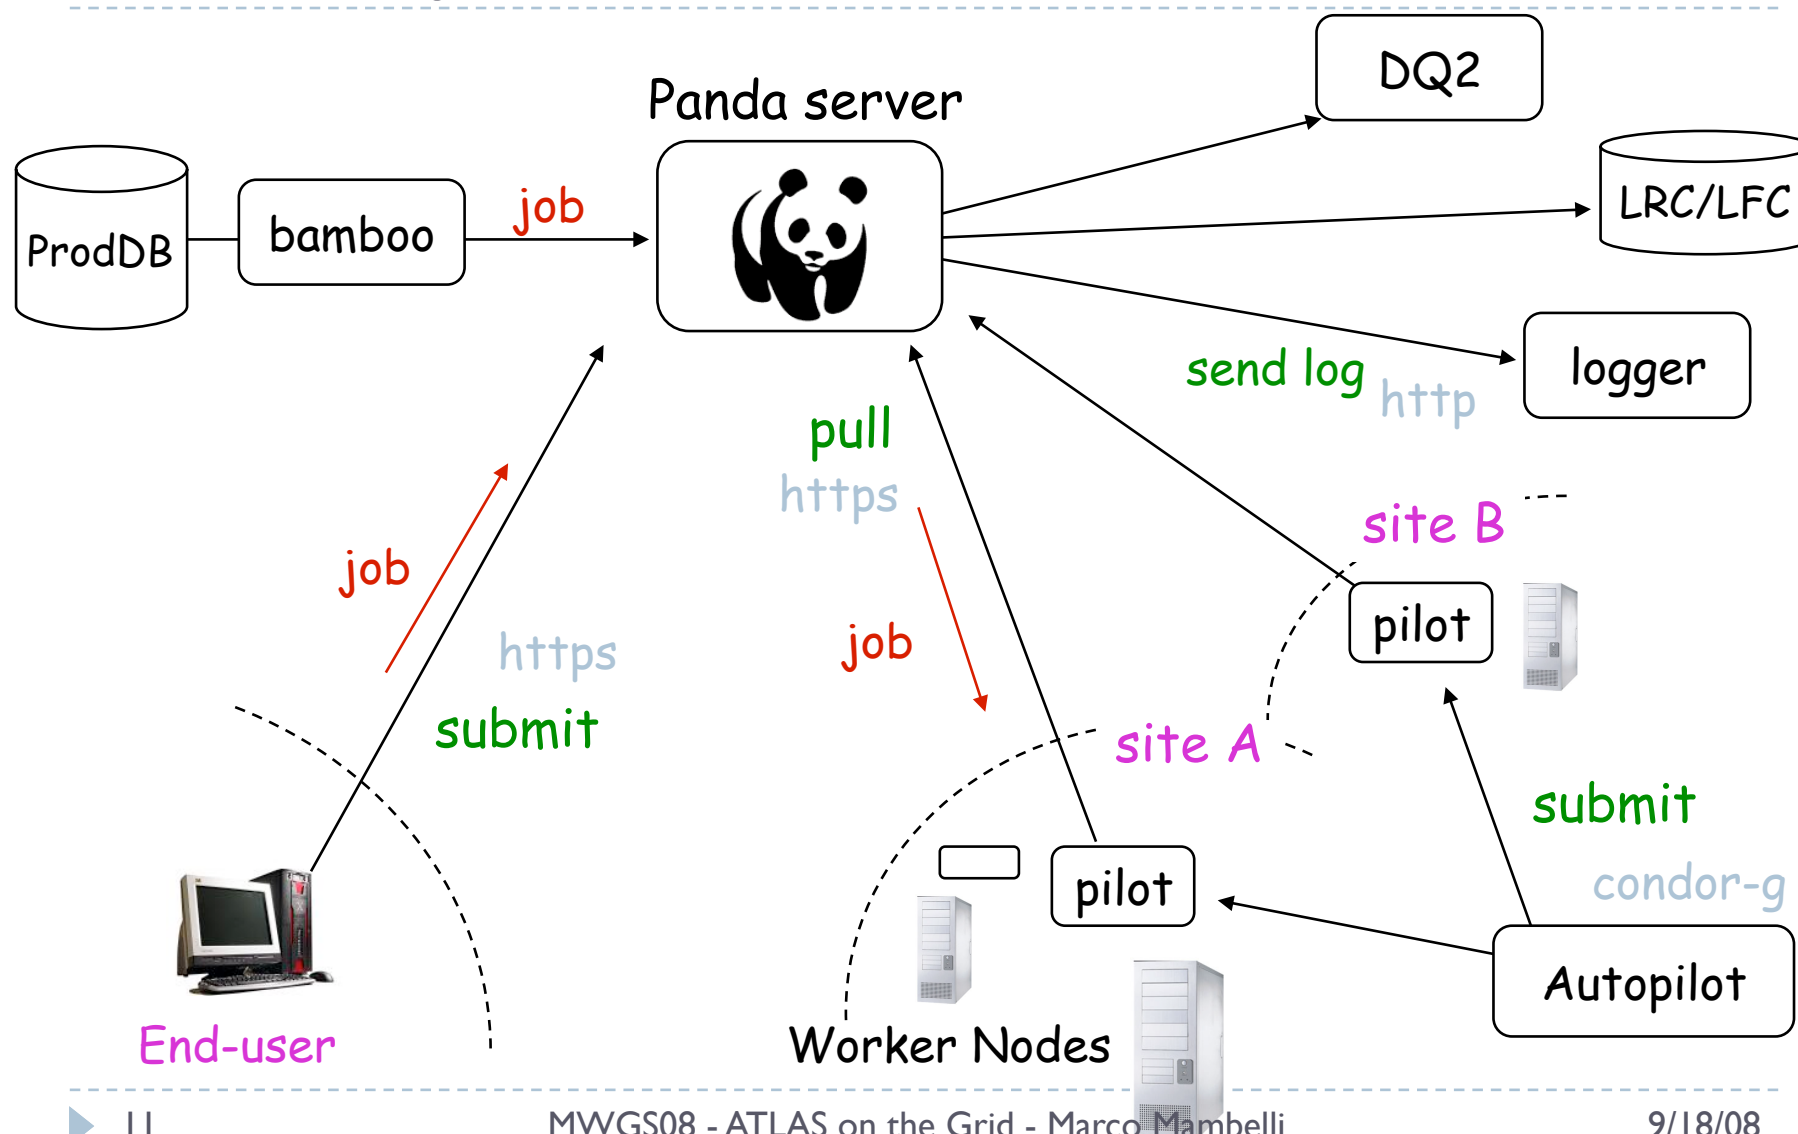 DQ2
Panda server
LRC/LFC
job
bamboo
ProdDB
send log
http
logger
pull
https
site B
job
pilot
job
https
submit
site A
submit
condor-g
pilot
Autopilot
End-user
Worker Nodes
11
MWGS08 - ATLAS on the Grid - Marco Mambelli
9/18/08